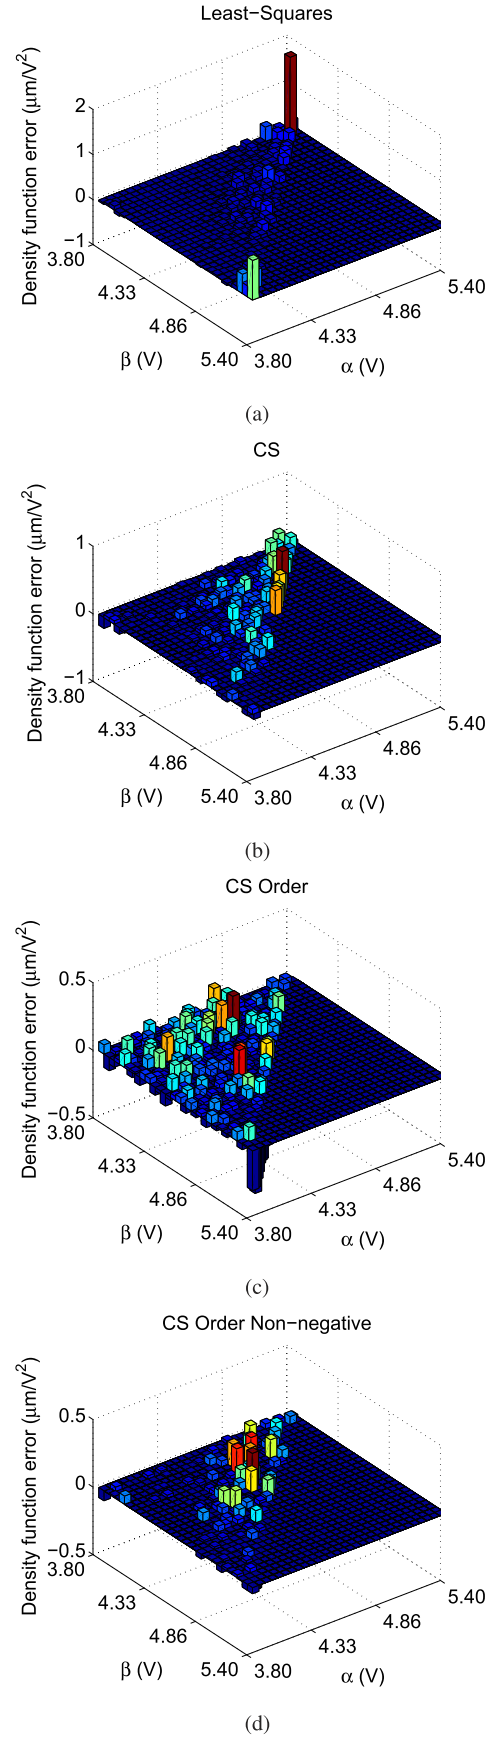 Least−Squares
Density function error (μm/V²)
2
1
0
−1
3.80
4.33
4.86
5.40
β (V)
3.80
4.33
4.86
5.40
α (V)
(a)
CS
Density function error (μm/V²)
1
0
−1
3.80
4.33
4.86
5.40
β (V)
3.80
4.33
4.86
5.40
α (V)
(b)
CS Order
Density function error (μm/V²)
0.5
0
−0.5
3.80
4.33
4.86
5.40
β (V)
3.80
4.33
4.86
5.40
α (V)
(c)
CS Order Non−negative
Density function error (μm/V²)
0.5
0
−0.5
3.80
4.33
4.86
5.40
β (V)
3.80
4.33
4.86
5.40
α (V)
(d)